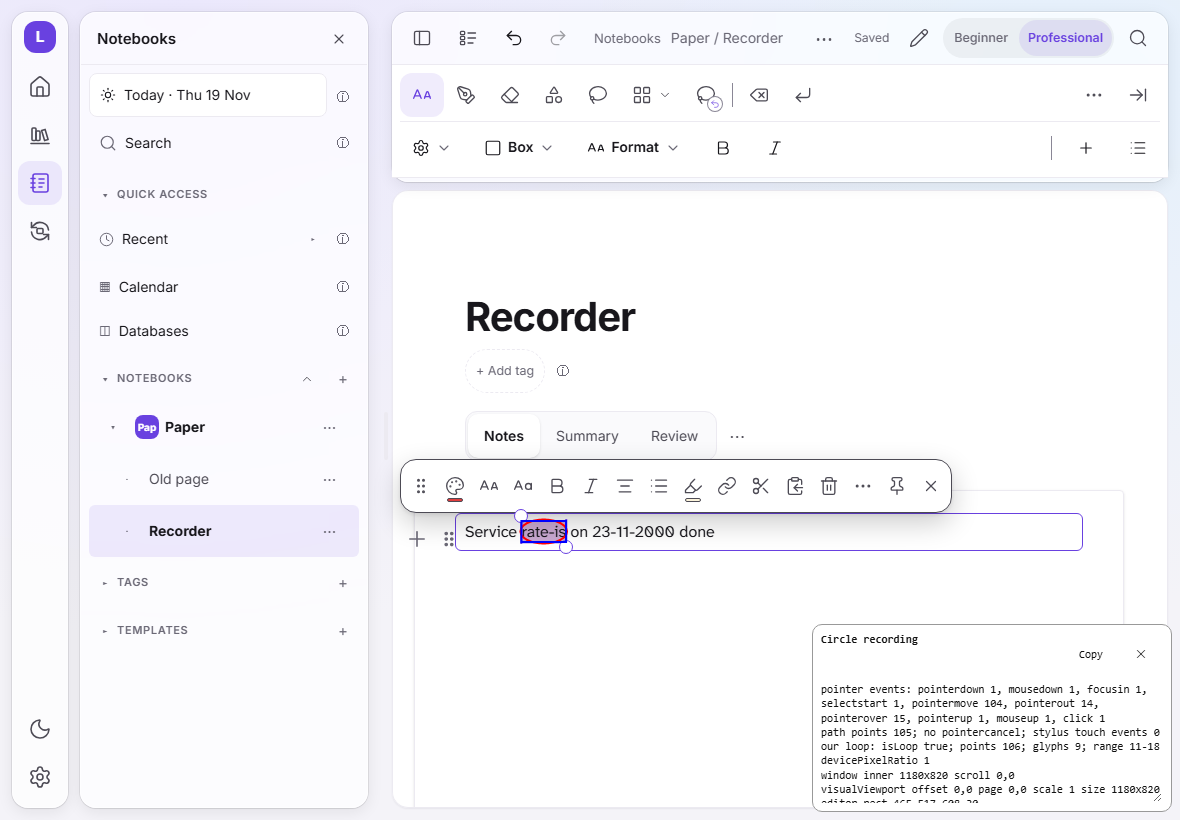 L
Notebooks
Today · Thu 19 Nov
Search
QUICK ACCESS
Recent
Calendar
Databases
NOTEBOOKS
Pap Paper
Old page
Recorder
TAGS
TEMPLATES
Notebooks Paper / Recorder
Saved
Beginner Professional
AA
Box
AA Format
B I
Recorder
+ Add tag
Notes Summary Review
AA Aa B I
Service rate-is on 23-11-2000 done
Circle recording
Copy
pointer events: pointerdown 1, mousedown 1, focusin 1,
selectstart 1, pointermove 104, pointerout 14,
pointerover 15, pointerup 1, mouseup 1, click 1
path points 105; no pointercancel; stylus touch events 0
our loop: isLoop true; points 106; glyphs 9; range 11-18
devicePixelRatio 1
window inner 1180x820 scroll 0,0
visualViewport offset 0,0 page 0,0 scale 1 size 1180x820